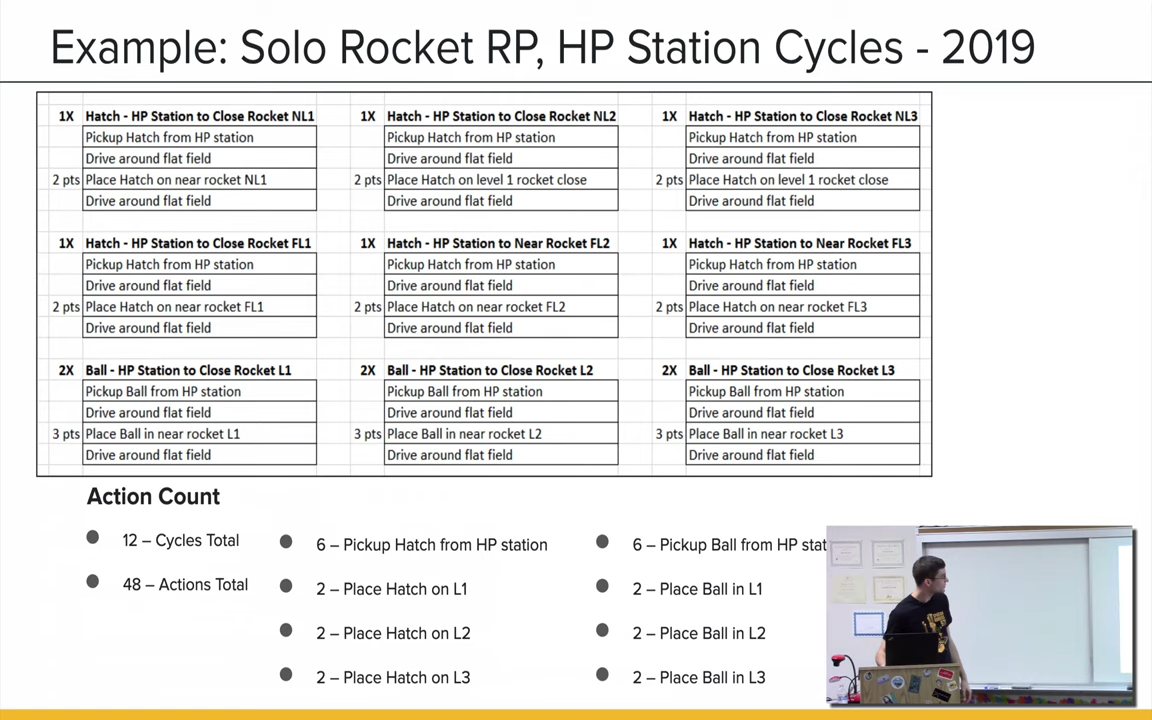 Example: Solo Rocket RP, HP Station Cycles - 2019
1X Hatch - HP Station to Close Rocket NL1
Pickup Hatch from HP station
Drive around flat field
2 pts Place Hatch on near rocket NL1
Drive around flat field
1X Hatch - HP Station to Close Rocket NL2
Pickup Hatch from HP station
Drive around flat field
2 pts Place Hatch on level 1 rocket close
Drive around flat field
1X Hatch - HP Station to Close Rocket NL3
Pickup Hatch from HP station
Drive around flat field
2 pts Place Hatch on level 1 rocket close
Drive around flat field
1X Hatch - HP Station to Close Rocket FL1
Pickup Hatch from HP station
Drive around flat field
2 pts Place Hatch on near rocket FL1
Drive around flat field
1X Hatch - HP Station to Near Rocket FL2
Pickup Hatch from HP station
Drive around flat field
2 pts Place Hatch on near rocket FL2
Drive around flat field
1X Hatch - HP Station to Near Rocket FL3
Pickup Hatch from HP station
Drive around flat field
2 pts Place Hatch on near rocket FL3
Drive around flat field
2X Ball - HP Station to Close Rocket L1
Pickup Ball from HP station
Drive around flat field
3 pts Place Ball in near rocket L1
Drive around flat field
2X Ball - HP Station to Close Rocket L2
Pickup Ball from HP station
Drive around flat field
3 pts Place Ball in near rocket L2
Drive around flat field
2X Ball - HP Station to Close Rocket L3
Pickup Ball from HP station
Drive around flat field
3 pts Place Ball in near rocket L3
Drive around flat field
Action Count
12 – Cycles Total
48 – Actions Total
6 – Pickup Hatch from HP station
2 – Place Hatch on L1
2 – Place Hatch on L2
2 – Place Hatch on L3
6 – Pickup Ball from HP stat
2 – Place Ball in L1
2 – Place Ball in L2
2 – Place Ball in L3